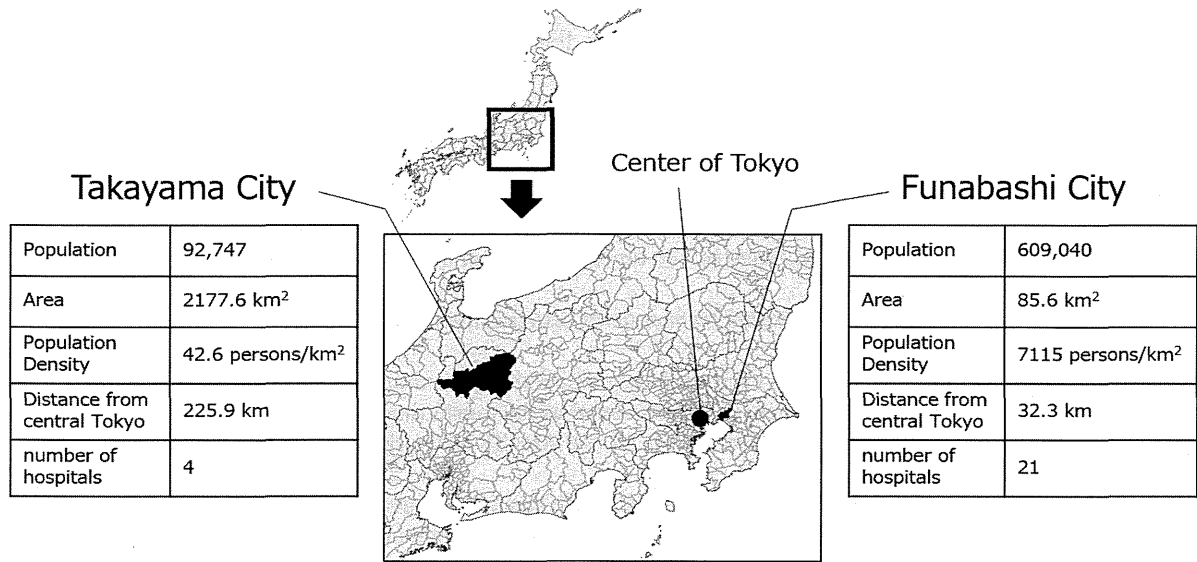 Center of Tokyo
Takayama City
Funabashi City
Population 92,747
Area 2177.6 km²
Population
Density 42.6 persons/km²
Distance from
central Tokyo 225.9 km
number of
hospitals 4
Population 609,040
Area 85.6 km²
Population
Density 7115 persons/km²
Distance from
central Tokyo 32.3 km
number of
hospitals 21